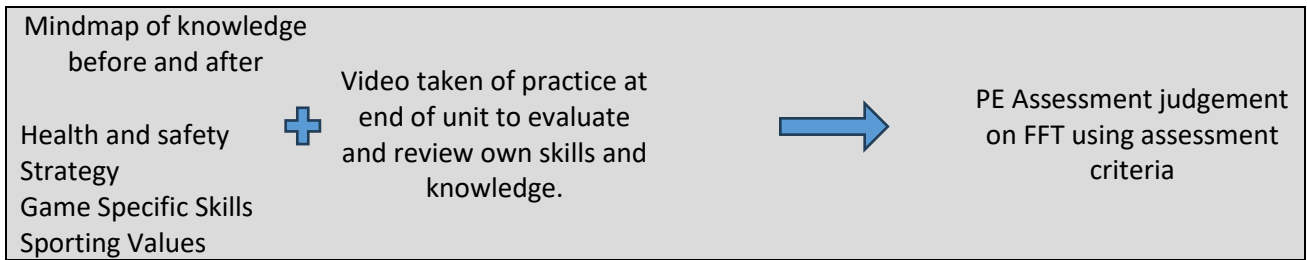 Mindmap of knowledge
before and after
Health and safety
Strategy
Game Specific Skills
Sporting Values
Video taken of practice at
end of unit to evaluate
and review own skills and
knowledge.
PE Assessment judgement
on FFT using assessment
criteria